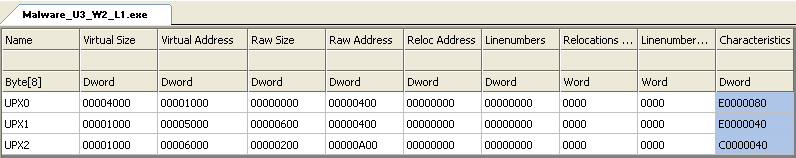 Malware_U3_W2_L1.exe
Name Virtual Size Virtual Address Raw Size Raw Address Reloc Address Linenumbers Relocations ... Linenumber... Characteristics
Byte[8] Dword Dword Dword Dword Dword Dword Word Word Dword
UPX0 00004000 00001000 00000000 00000400 00000000 00000000 0000 0000 E0000080
UPX1 00001000 00005000 00000600 00000400 00000000 00000000 0000 0000 E0000040
UPX2 00001000 00006000 00000200 00000A00 00000000 00000000 0000 0000 C0000040